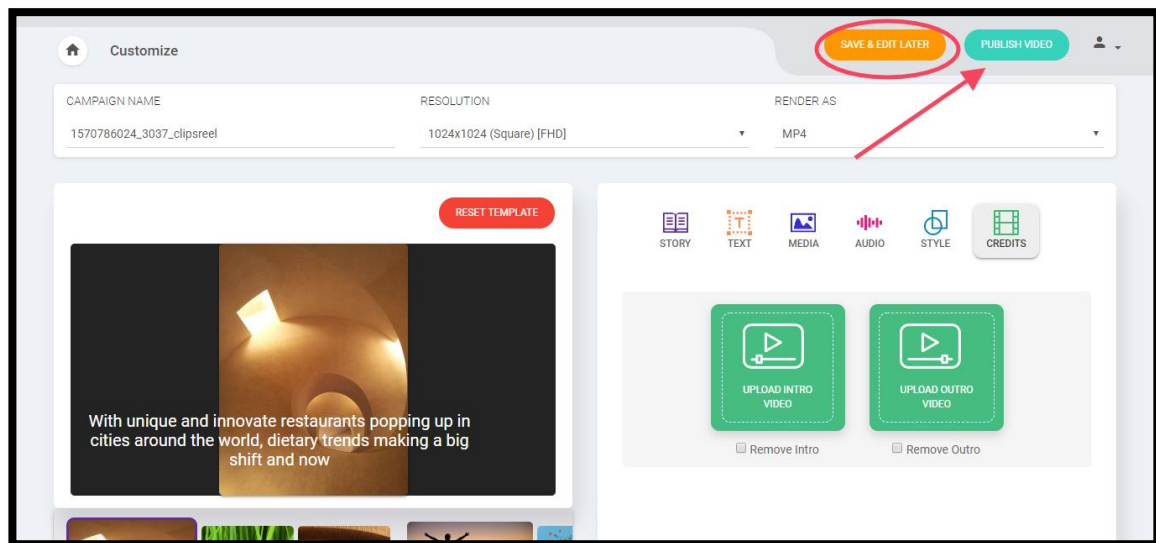 Customize
SAVE & EDIT LATER
PUBLISH VIDEO
CAMPAIGN NAME
RESOLUTION
RENDER AS
1570786024_3037_clipsreel
1024x1024 (Square) [FHD]
MP4
RESET TEMPLATE
With unique and innovate restaurants popping up in
cities around the world, dietary trends making a big
shift and now
T
STORY
TEXT
MEDIA
AUDIO
STYLE
CREDITS
UPLOAD INTRO
VIDEO
UPLOAD OUTRO
VIDEO
Remove Intro
Remove Outro